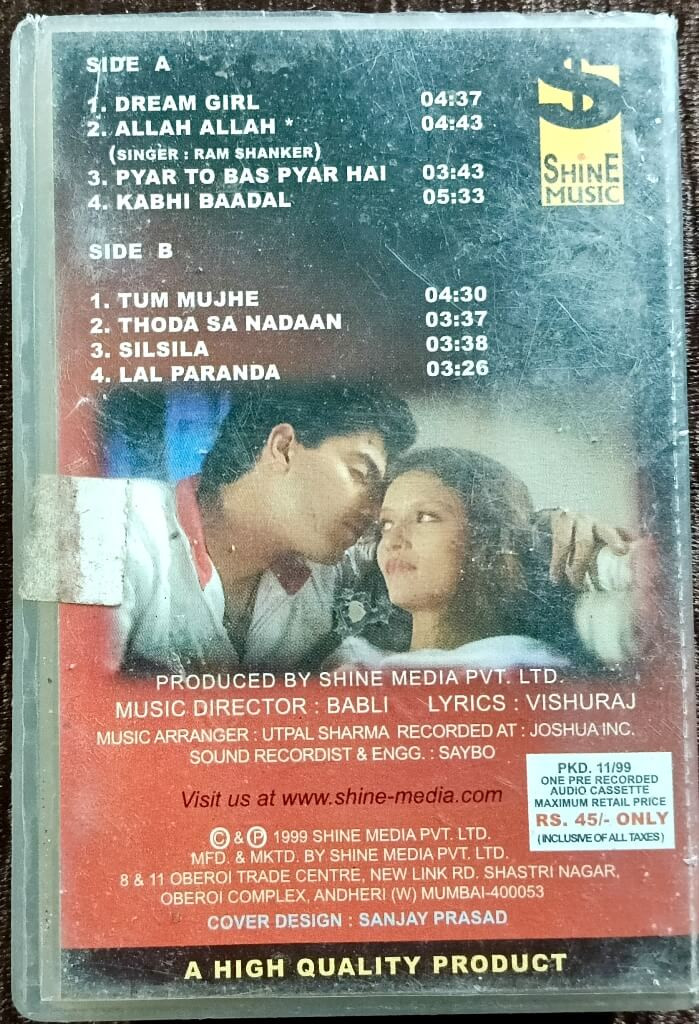 SIDE A
1. DREAM GIRL 04:37
2. ALLAH ALLAH * 04:43
(SINGER : RAM SHANKER)
3. PYAR TO BAS PYAR HAI 03:43
4. KABHI BAADAL 05:33
S
SHINE
MUSIC
SIDE B
1. TUM MUJHE 04:30
2. THODA SA NADAAN 03:37
3. SILSILA 03:38
4. LAL PARANDA 03:26
PRODUCED BY SHINE MEDIA PVT. LTD.
MUSIC DIRECTOR : BABLI LYRICS : VISHURAJ
MUSIC ARRANGER : UTPAL SHARMA RECORDED AT : JOSHUA INC.
SOUND RECORDIST & ENGG. : SAYBO
Visit us at www.shine-media.com
PKD. 11/99
ONE PRE RECORDED
AUDIO CASSETTE
MAXIMUM RETAIL PRICE
RS. 45/- ONLY
(INCLUSIVE OF ALL TAXES)
© & ℗ 1999 SHINE MEDIA PVT. LTD.
MFD. & MKTD. BY SHINE MEDIA PVT. LTD.
8 & 11 OBEROI TRADE CENTRE, NEW LINK RD. SHASTRI NAGAR,
OBEROI COMPLEX, ANDHERI (W) MUMBAI-400053
COVER DESIGN : SANJAY PRASAD
A HIGH QUALITY PRODUCT